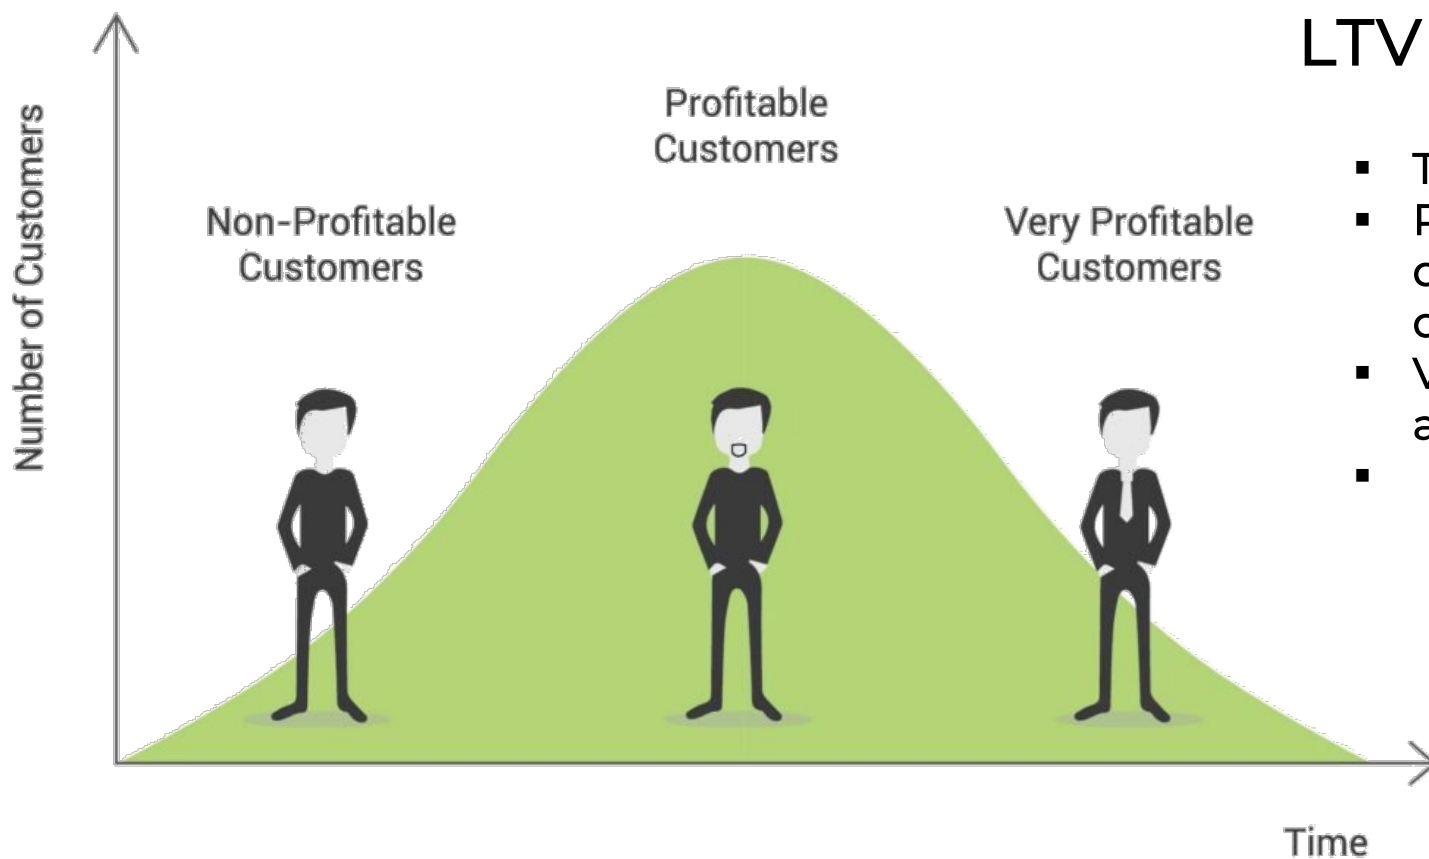 LTV
Profitable
Customers
Non-Profitable
Customers
Very Profitable
Customers
Number of Customers
Time